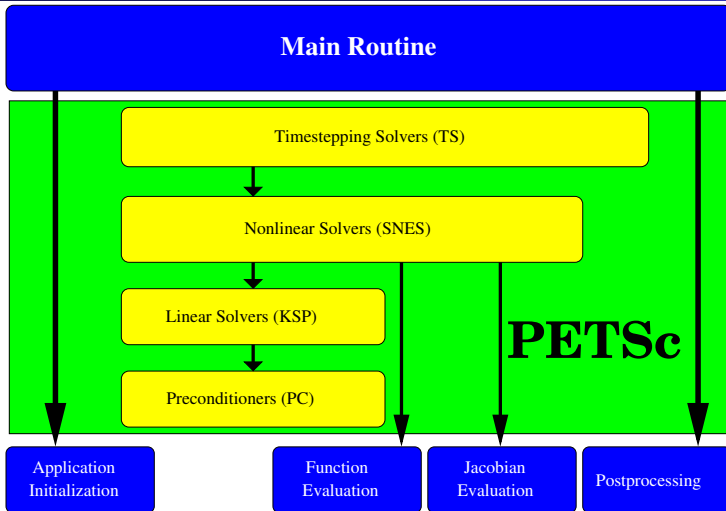 Main Routine
Timestepping Solvers (TS)
Nonlinear Solvers (SNES)
Linear Solvers (KSP)
PETSc
Preconditioners (PC)
Application
Initialization
Function
Evaluation
Jacobian
Evaluation
Postprocessing